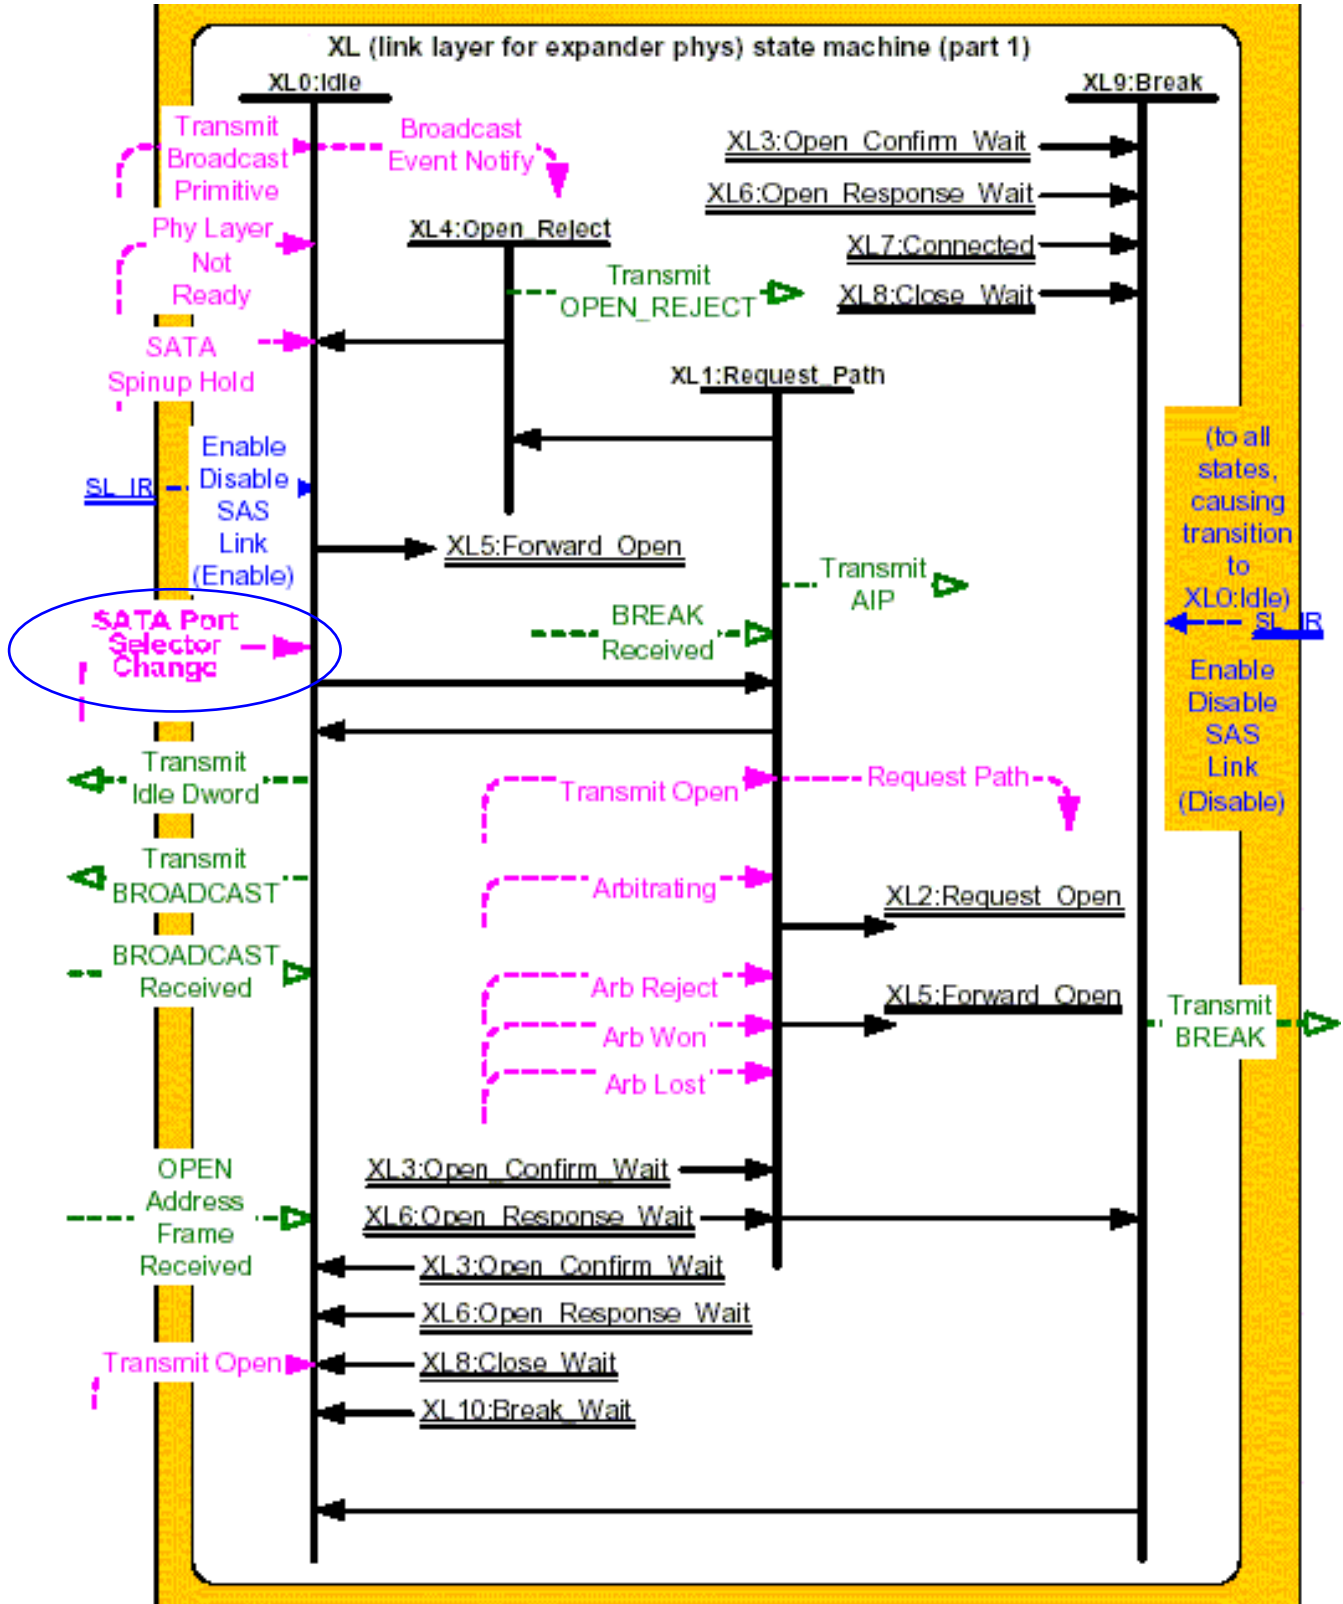 XL (link layer for expander phys) state machine (part 1)
XL0:Idle
XL9:Break
Transmit
Broadcast
Primitive
Broadcast
Event Notify
XL3:Open_Confirm_Wait
XL6:Open_Response_Wait
XL7:Connected
XL8:Close_Wait
Phy Layer
Not
Ready
XL4:Open_Reject
Transmit
OPEN_REJECT
SATA
Spinup Hold
XL1:Request_Path
SL_IR
Enable
Disable
SAS
Link
(Enable)
XL5:Forward_Open
Transmit
AIP
BREAK
Received
(to all
states,
causing
transition
to
XL0:Idle)
SL_IR
Enable
Disable
SAS
Link
(Disable)
SATA Port
Selector
Change
Transmit
Idle Dword
Transmit Open
Request Path
Transmit
BROADCAST
Arbitrating
XL2:Request_Open
BROADCAST
Received
Arb Reject
XL5:Forward_Open
Arb Won
Arb Lost
Transmit
BREAK
OPEN
Address
Frame
Received
XL3:Open_Confirm_Wait
XL6:Open_Response_Wait
XL3:Open_Confirm_Wait
XL6:Open_Response_Wait
Transmit Open
XL8:Close_Wait
XL10:Break_Wait